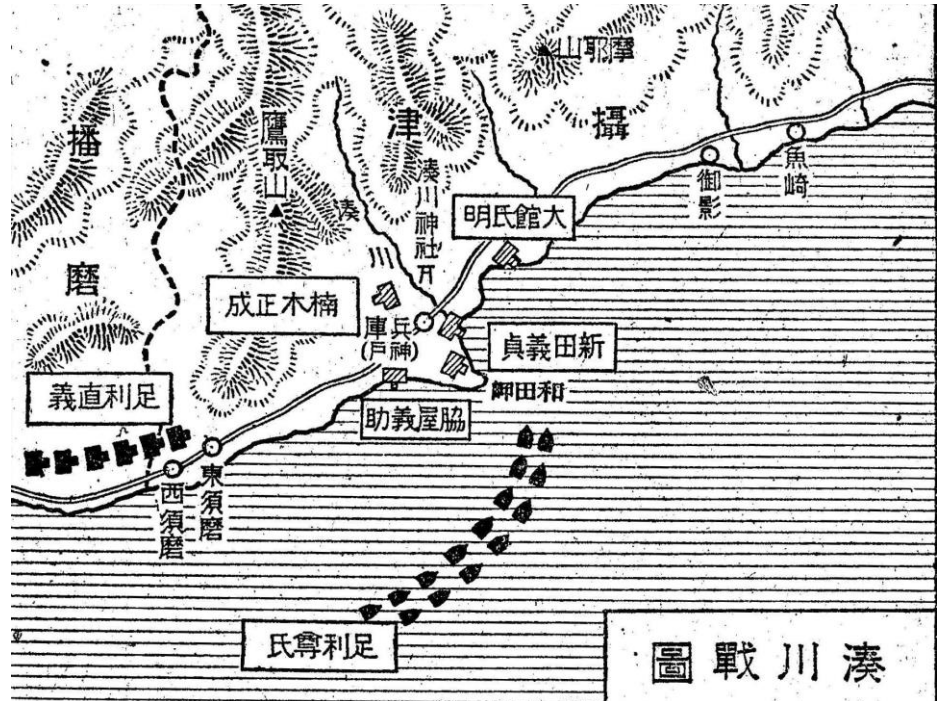 湊川戰圖
攝
津
播
磨
摩耶山
鷹取山
湊川
湊川神社
魚崎
御影
大館氏明
楠木正成
兵庫
(神戶)
新田義貞
和田岬
脇屋義助
足利直義
東須磨
西須磨
足利尊氏